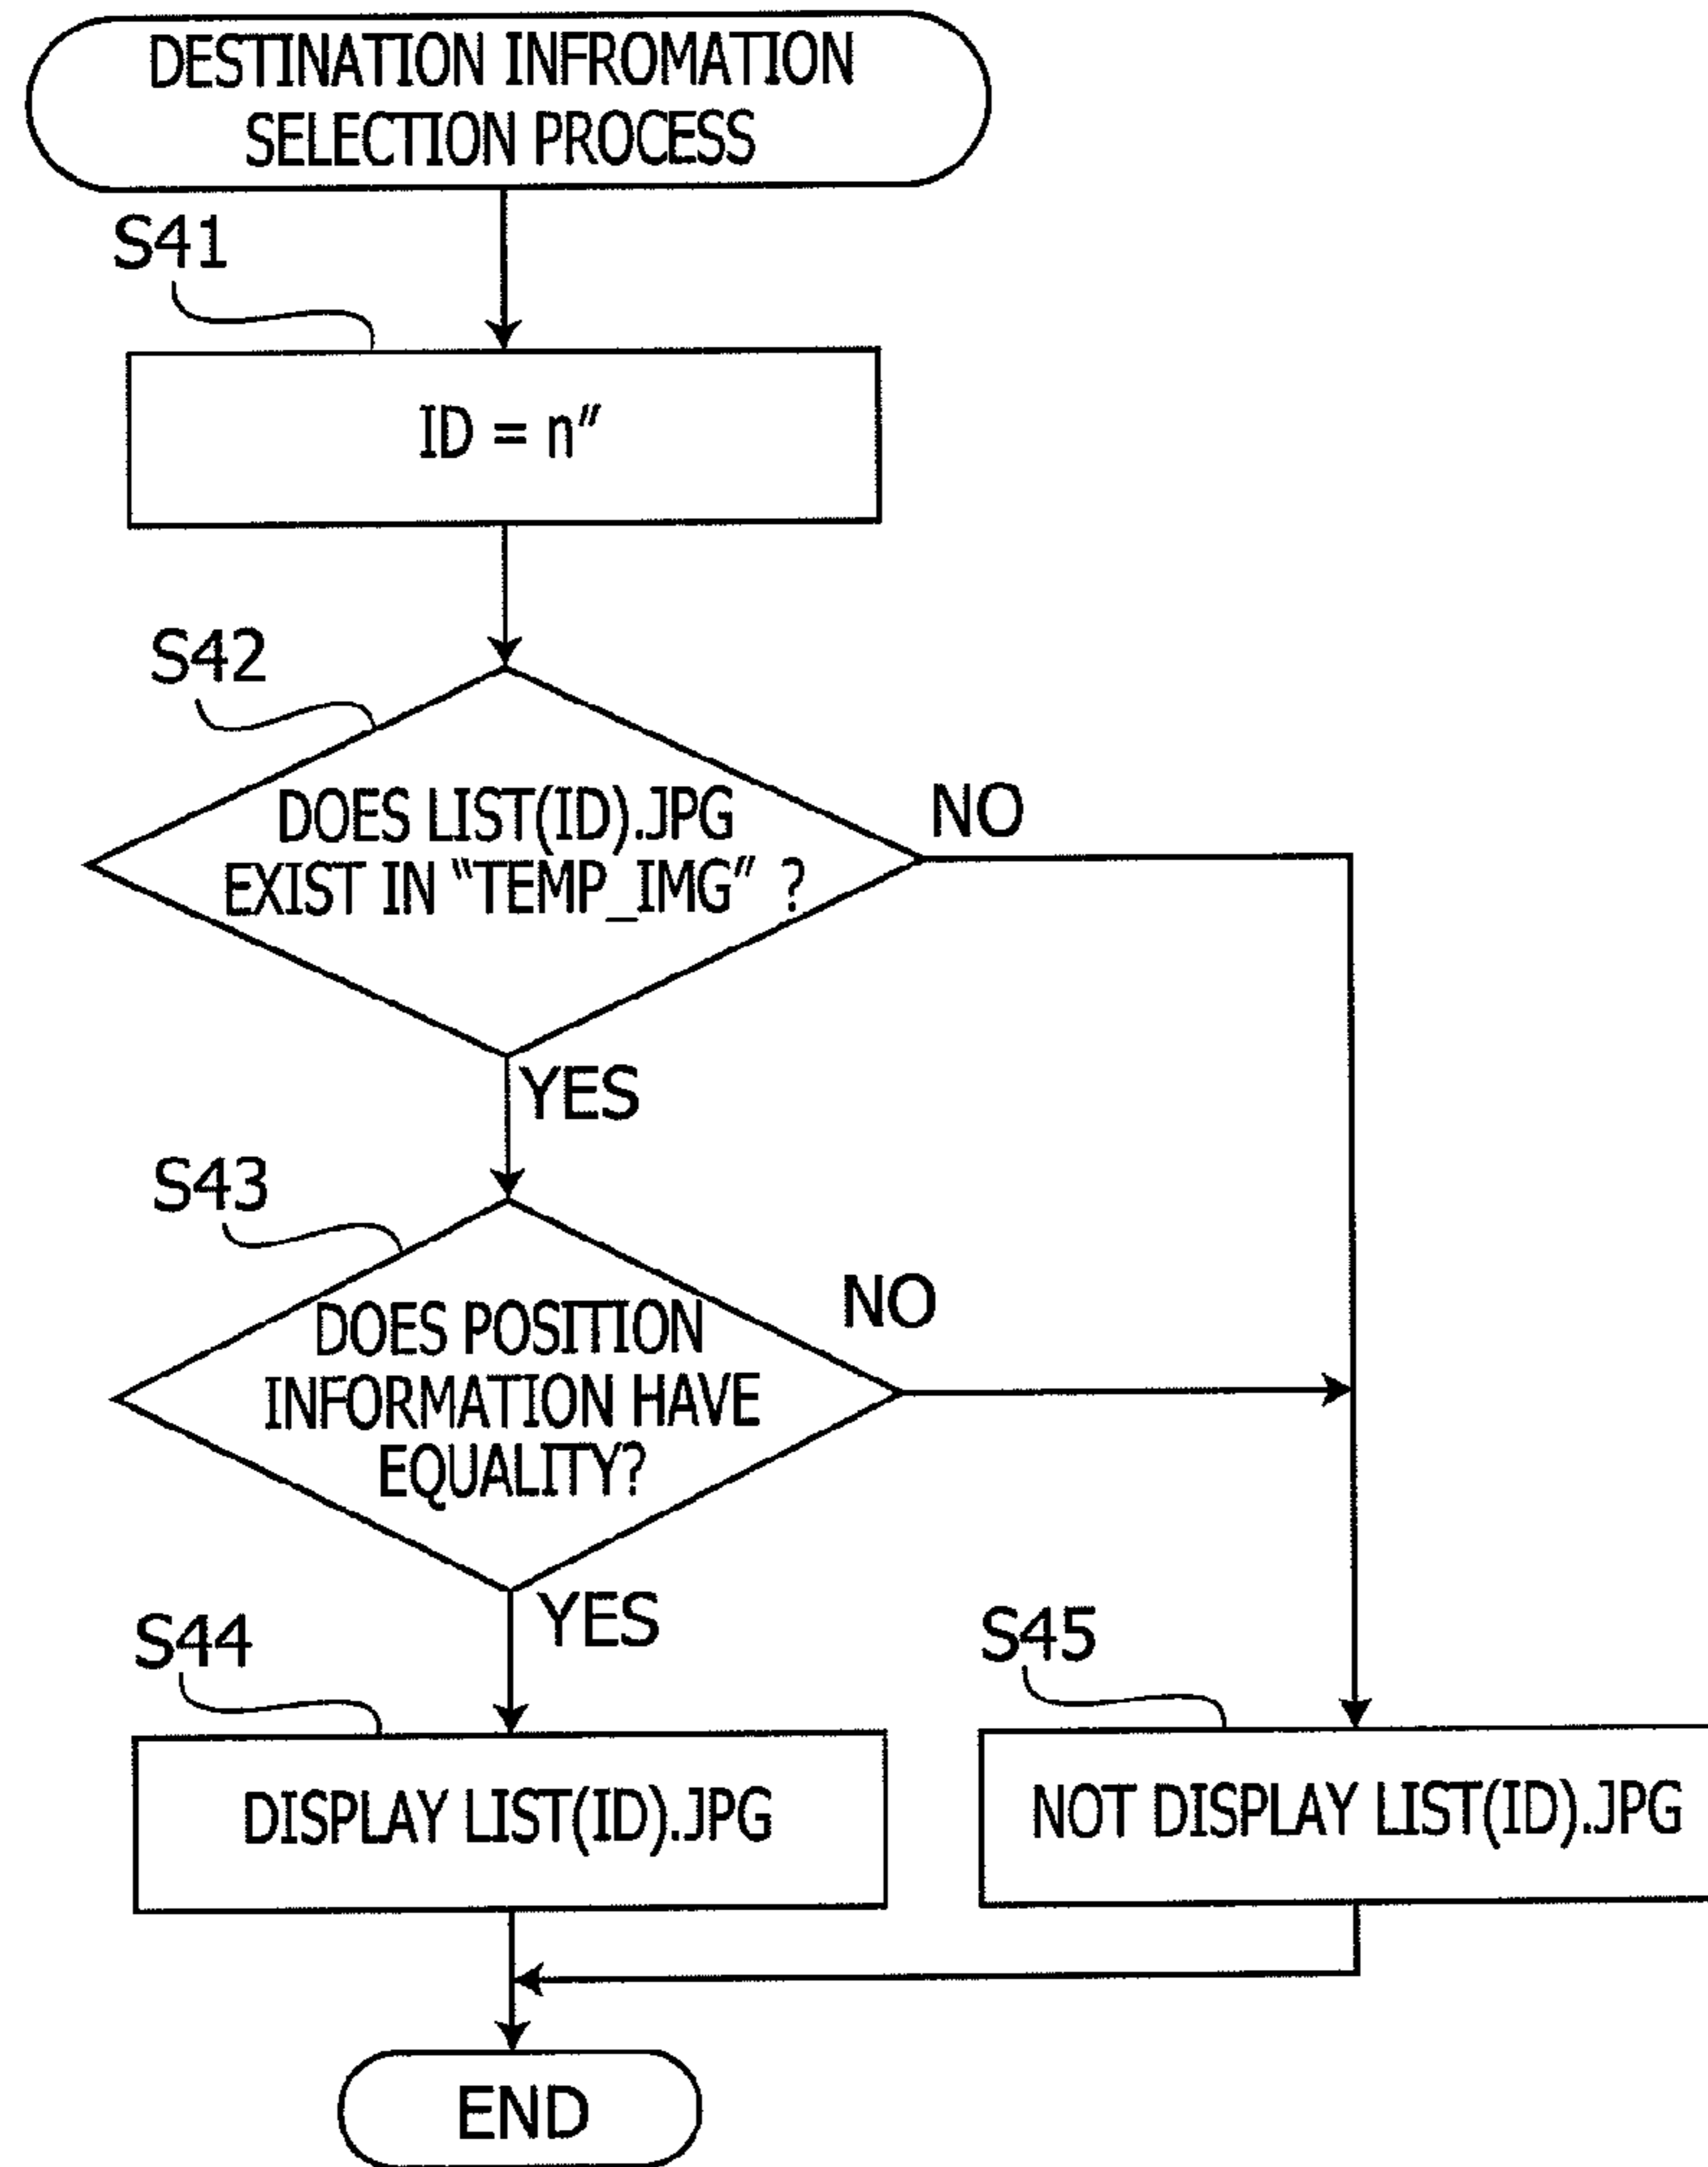 DESTINATION INFROMATION
SELECTION PROCESS
S41
ID = n″
S42
DOES LIST(ID).JPG
EXIST IN “TEMP_IMG” ?
NO
YES
S43
DOES POSITION
INFORMATION HAVE
EQUALITY?
NO
YES
S44
DISPLAY LIST(ID).JPG
S45
NOT DISPLAY LIST(ID).JPG
END